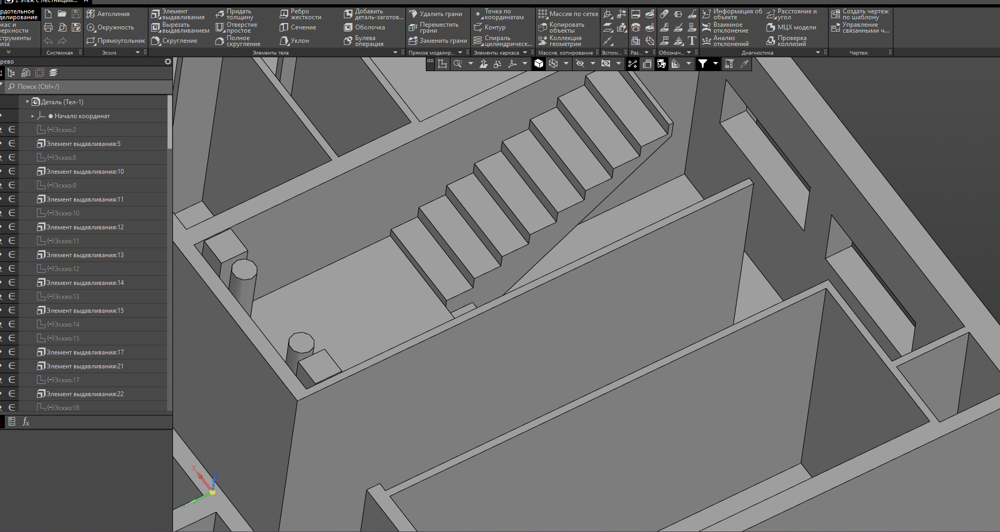 2 этаж с лестницам...
рдотельное
делирование
ркас и
верхности
струменты
иза
Системная
Автолиния
Окружность
Прямоугольник
Эскиз
Элемент
выдавливания
Вырезать
выдавливанием
Скругление
Придать
толщину
Отверстие
простое
Полное
скругление
Ребро
жесткости
Сечение
Уклон
Добавить
деталь-заготов...
Оболочка
Булева
операция
Элементы тела
Удалить грани
Переместить
грани
Заменить грани
Прямое моделир...
Точка по
координатам
Контур
Спираль
цилиндрическ...
Элементы каркаса
Массив по сетке
Копировать
объекты
Коллекция
геометрии
Массив, копирование
Вспом...
Раз...
Обознач...
Информация об
объекте
Взаимное
отклонение
Анализ
отклонений
Расстояние и
угол
МЦХ модели
Проверка
коллизий
Диагностика
Создать чертеж
по шаблону
Управление
связанными ч...
Чертеж
рево
Поиск (Ctrl+/)
Деталь (Тел-1)
Начало координат
(-)Эскиз:2
Элемент выдавливания:5
(-)Эскиз:8
Элемент выдавливания:10
(-)Эскиз:9
Элемент выдавливания:11
(-)Эскиз:10
Элемент выдавливания:12
(-)Эскиз:11
Элемент выдавливания:13
(-)Эскиз:12
Элемент выдавливания:14
(-)Эскиз:13
Элемент выдавливания:15
(-)Эскиз:14
(-)Эскиз:15
Элемент выдавливания:17
Элемент выдавливания:21
(-)Эскиз:17
Элемент выдавливания:22
(-)Эскиз:18
fx
X